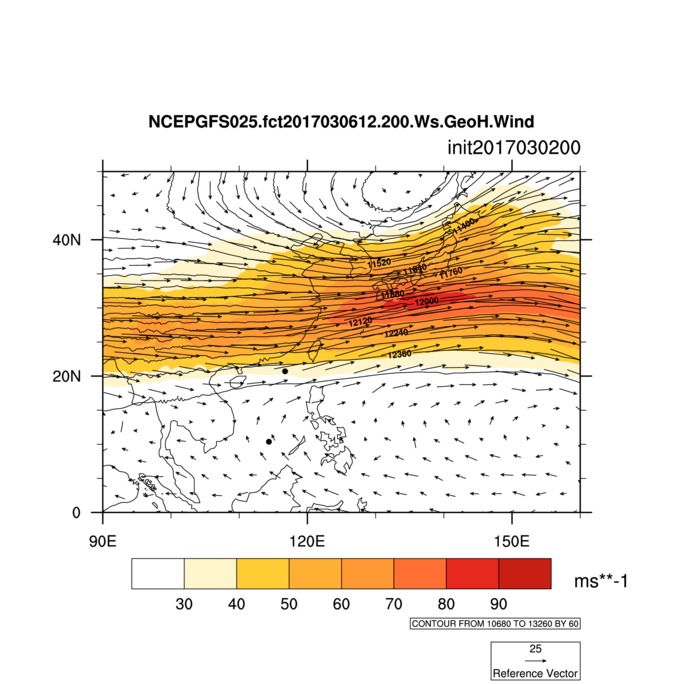 NCEPGFS025.fct2017030612.200.Ws.GeoH.Wind
init2017030200
40N
20N
0
11400
11520
11640
11760
11880
12000
12120
12240
12360
90E 120E 150E
30 40 50 60 70 80 90
ms**-1
CONTOUR FROM 10680 TO 13260 BY 60
25
Reference Vector